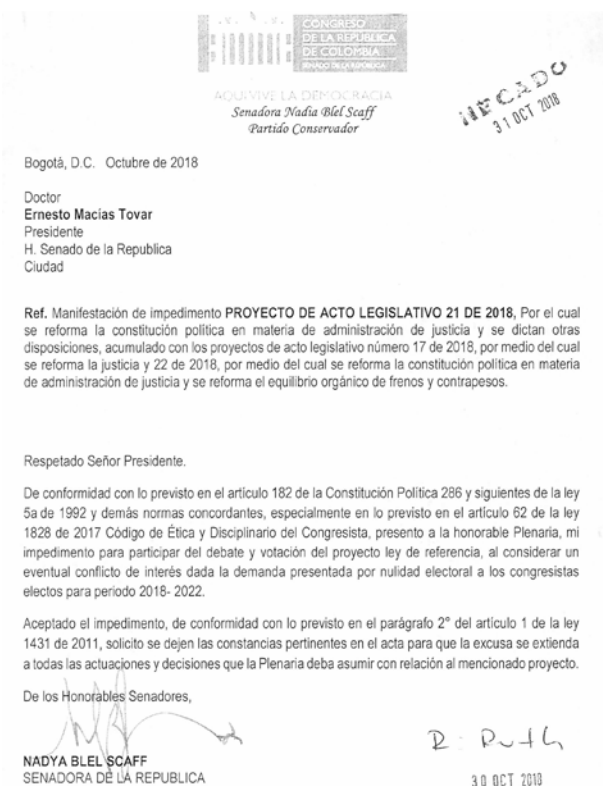 CONGRESO
DE LA REPUBLICA
DE COLOMBIA
SENADO DE LA REPUBLICA
AQUI VIVE LA DEMOCRACIA
Senadora Nadia Blel Scaff
Partido Conservador
31 OCT 2018
Bogotá, D.C. Octubre de 2018
Doctor
Ernesto Macías Tovar
Presidente
H. Senado de la Republica
Ciudad
Ref. Manifestación de impedimento PROYECTO DE ACTO LEGISLATIVO 21 DE 2018, Por el cual
se reforma la constitución política en materia de administración de justicia y se dictan otras
disposiciones, acumulado con los proyectos de acto legislativo número 17 de 2018, por medio del cual
se reforma la justicia y 22 de 2018, por medio del cual se reforma la constitución política en materia
de administración de justicia y se reforma el equilibrio orgánico de frenos y contrapesos.
Respetado Señor Presidente.
De conformidad con lo previsto en el artículo 182 de la Constitución Política 286 y siguientes de la ley
5a de 1992 y demás normas concordantes, especialmente en lo previsto en el artículo 62 de la ley
1828 de 2017 Código de Ética y Disciplinario del Congresista, presento a la honorable Plenaria, mi
impedimento para participar del debate y votación del proyecto ley de referencia, al considerar un
eventual conflicto de interés dada la demanda presentada por nulidad electoral a los congresistas
electos para periodo 2018- 2022.
Aceptado el impedimento, de conformidad con lo previsto en el parágrafo 2° del artículo 1 de la ley
1431 de 2011, solicito se dejen las constancias pertinentes en el acta para que la excusa se extienda
a todas las actuaciones y decisiones que la Plenaria deba asumir con relación al mencionado proyecto.
De los Honorables Senadores,
R: Ruth
NADYA BLEL SCAFF
SENADORA DE LA REPUBLICA
30 OCT 2018